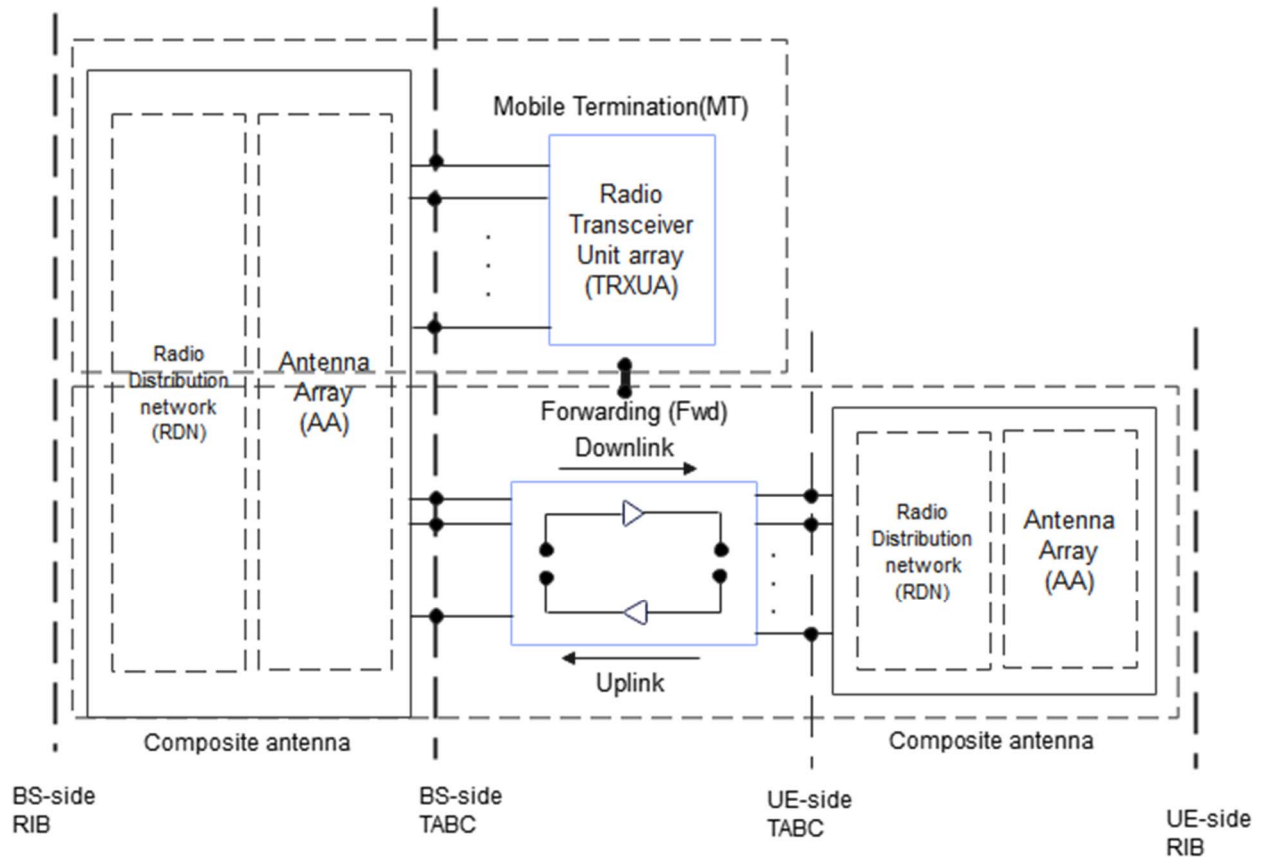 Mobile Termination(MT)
Radio
Transceiver
Unit array
(TRXUA)
Radio
Distribution
network
(RDN)
Antenna
Array
(AA)
Forwarding (Fwd)
Downlink
Uplink
Radio
Distribution
network
(RDN)
Antenna
Array
(AA)
Composite antenna
Composite antenna
BS-side
RIB
BS-side
TABC
UE-side
TABC
UE-side
RIB